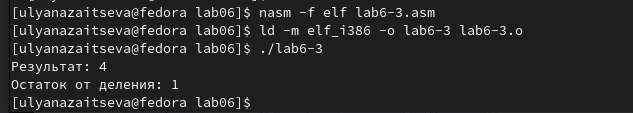 [ulyanazaitseva@fedora lab06]$ nasm -f elf lab6-3.asm
[ulyanazaitseva@fedora lab06]$ ld -m elf_i386 -o lab6-3 lab6-3.o
[ulyanazaitseva@fedora lab06]$ ./lab6-3
Результат: 4
Остаток от деления: 1
[ulyanazaitseva@fedora lab06]$